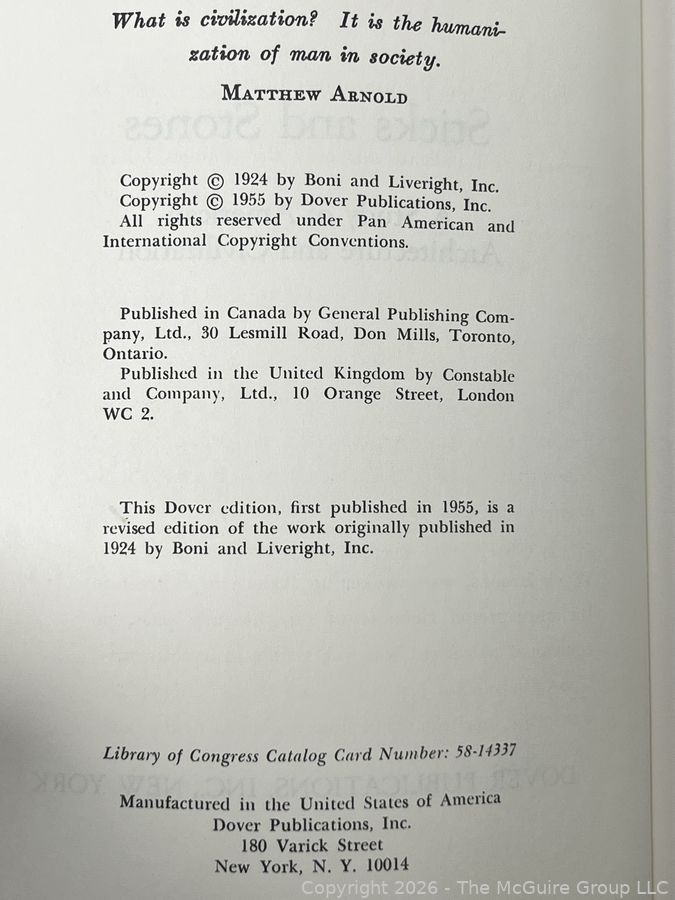 What is civilization? It is the humani-
zation of man in society.
MATTHEW ARNOLD
Copyright © 1924 by Boni and Liveright, Inc.
Copyright © 1955 by Dover Publications, Inc.
All rights reserved under Pan American and
International Copyright Conventions.
Published in Canada by General Publishing Com-
pany, Ltd., 30 Lesmill Road, Don Mills, Toronto,
Ontario.
Published in the United Kingdom by Constable
and Company, Ltd., 10 Orange Street, London
WC 2.
This Dover edition, first published in 1955, is a
revised edition of the work originally published in
1924 by Boni and Liveright, Inc.
Library of Congress Catalog Card Number: 58-14337
Manufactured in the United States of America
Dover Publications, Inc.
180 Varick Street
New York, N. Y. 10014
Copyright 2026 - The McGuire Group LLC